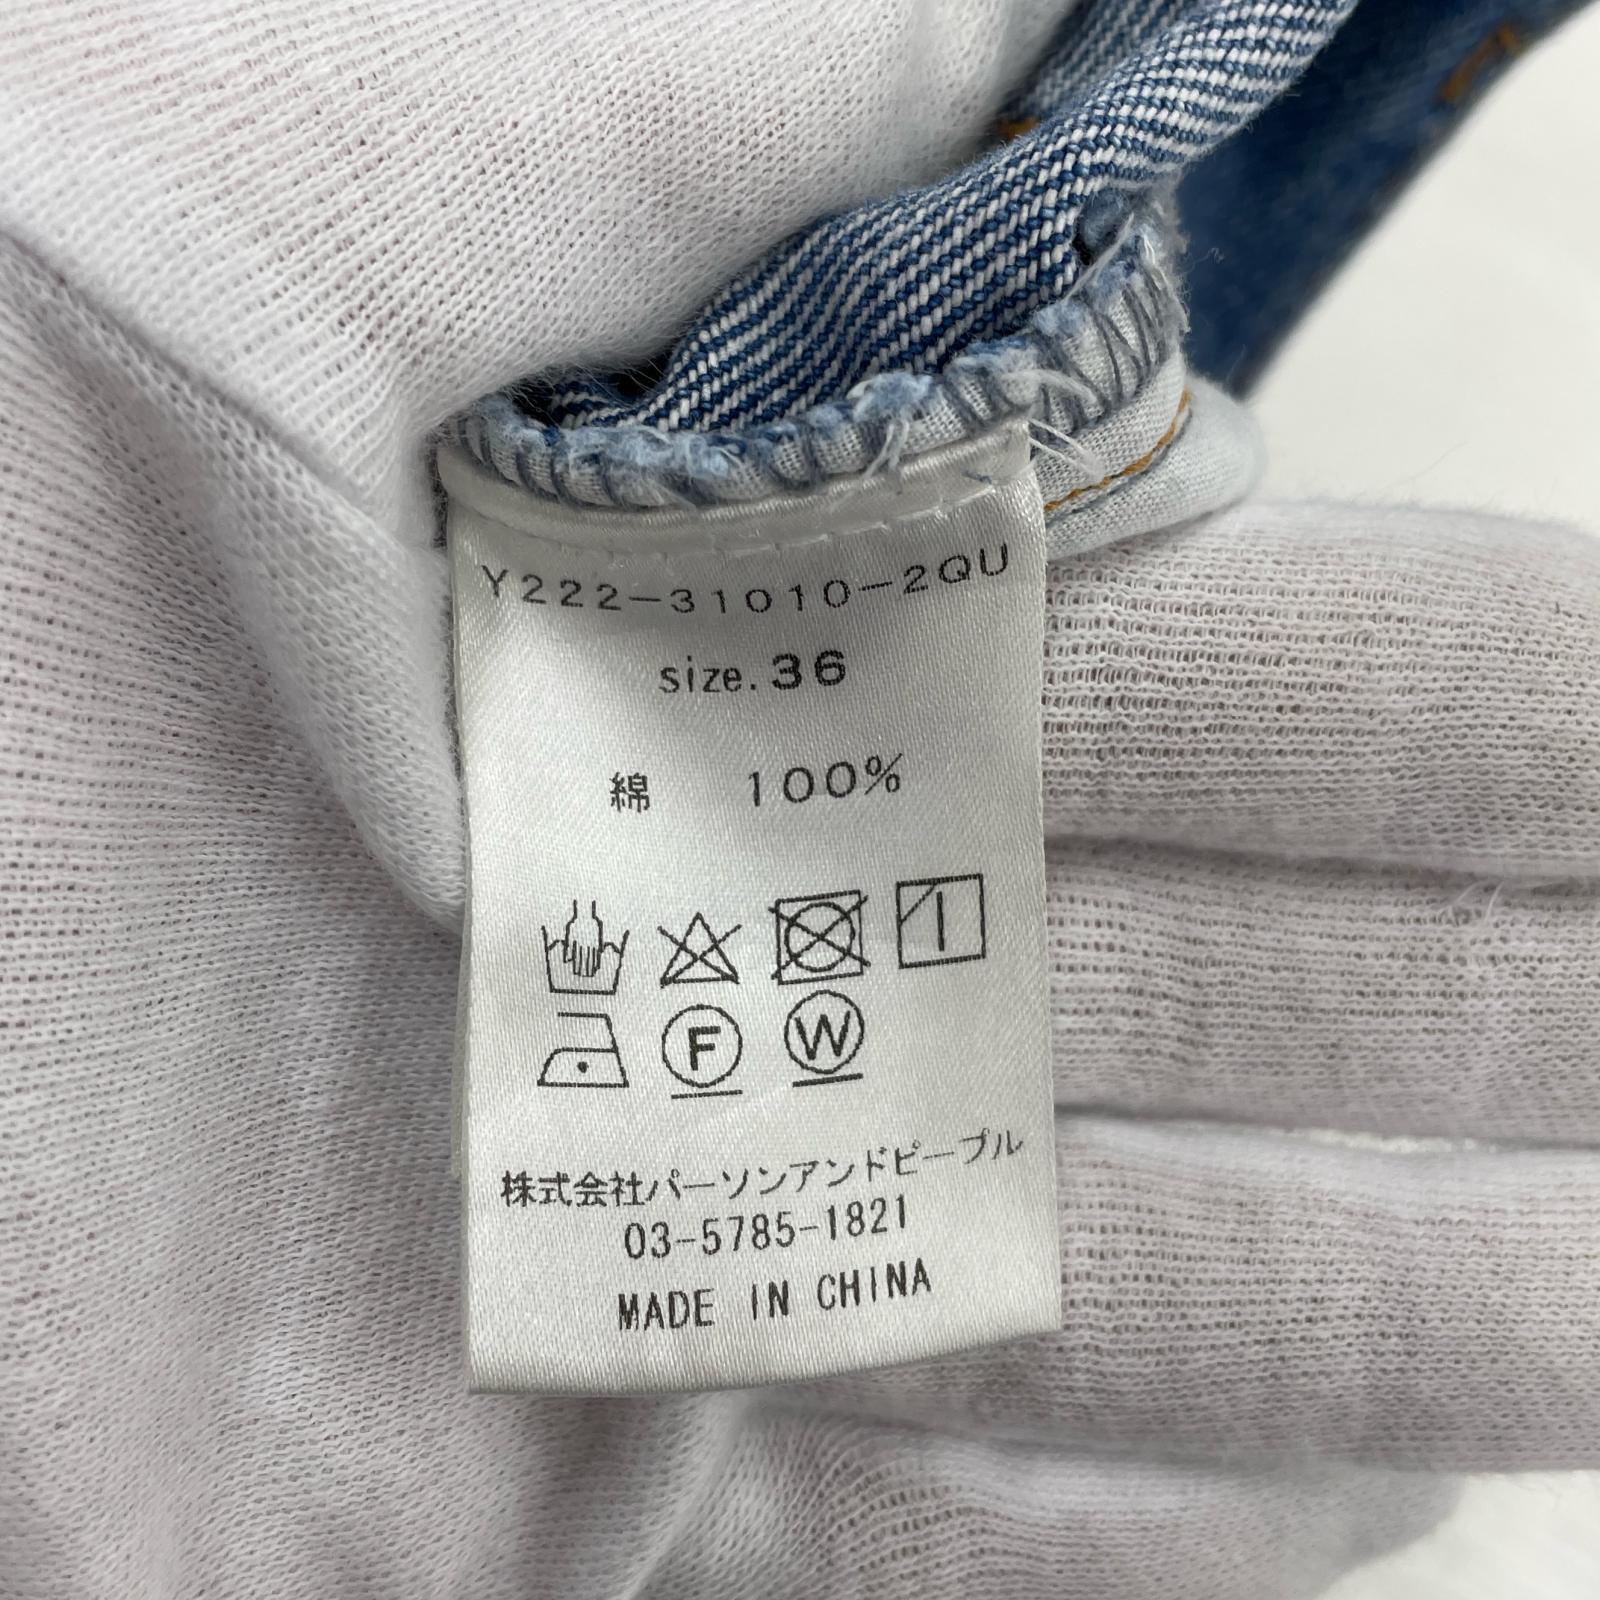 Y222-31010-2QU
size.36
綿 100%
F W
株式会社パーソンアンドピープル
03-5785-1821
MADE IN CHINA